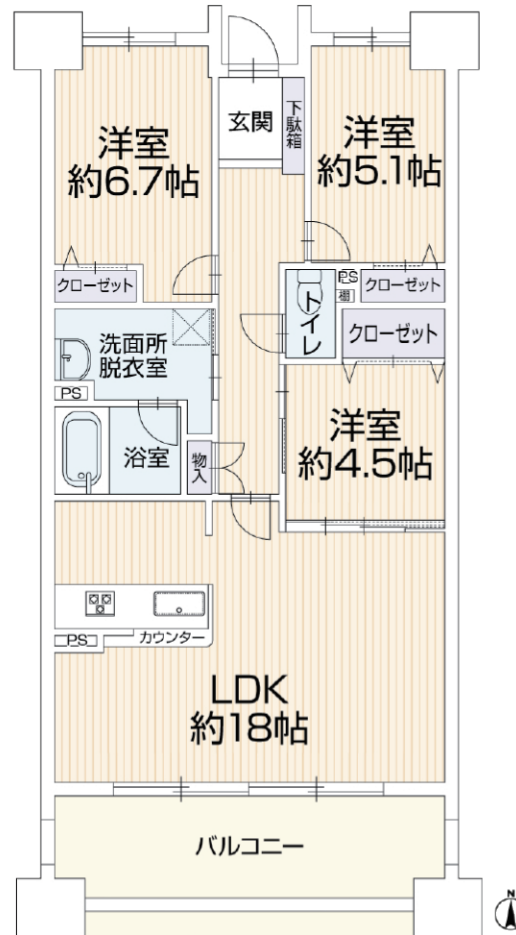 洋室
約6.7帖
玄関
下駄箱
洋室
約5.1帖
クローゼット
PS
棚
クローゼット
トイレ
クローゼット
洗面所
脱衣室
PS
浴室
物入
洋室
約4.5帖
PS
カウンター
LDK
約18帖
バルコニー
N